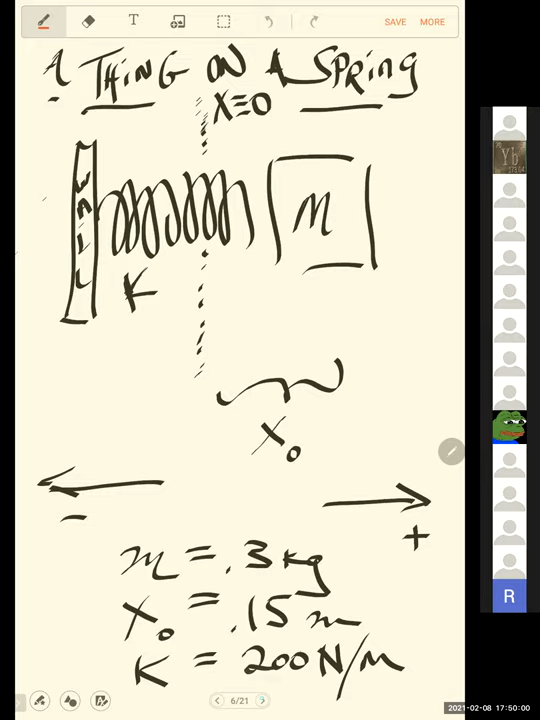 T
SAVE
MORE
A THING ON A SPRING
X≡0
m
K
X₀
-
+
m = .3 kg
X₀ = .15 m
K = 200 N/m
6/21
Yb
R
2021-02-08 17:50:00